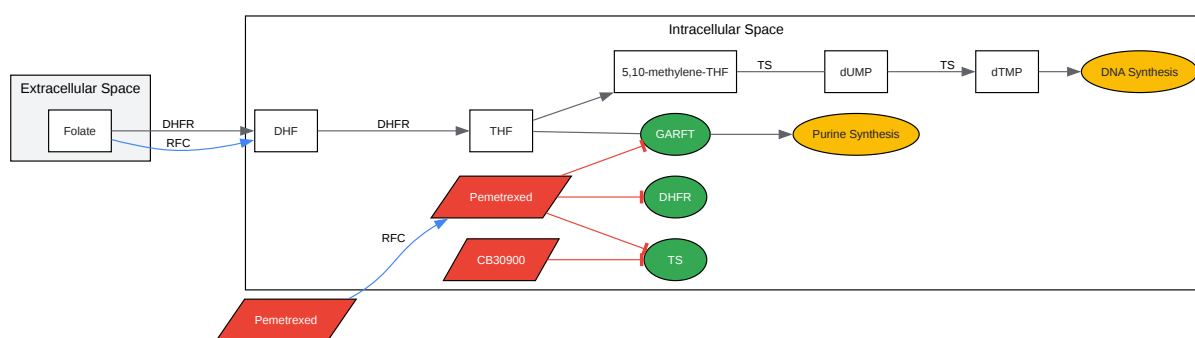 Intracellular Space
Extracellular Space
5,10-methylene-THF
TS
dUMP
TS
dTMP
DNA Synthesis
Folate
DHFR
RFC
DHF
DHFR
THF
GARFT
Purine Synthesis
Pemetrexed
DHFR
RFC
CB30900
TS
Pemetrexed